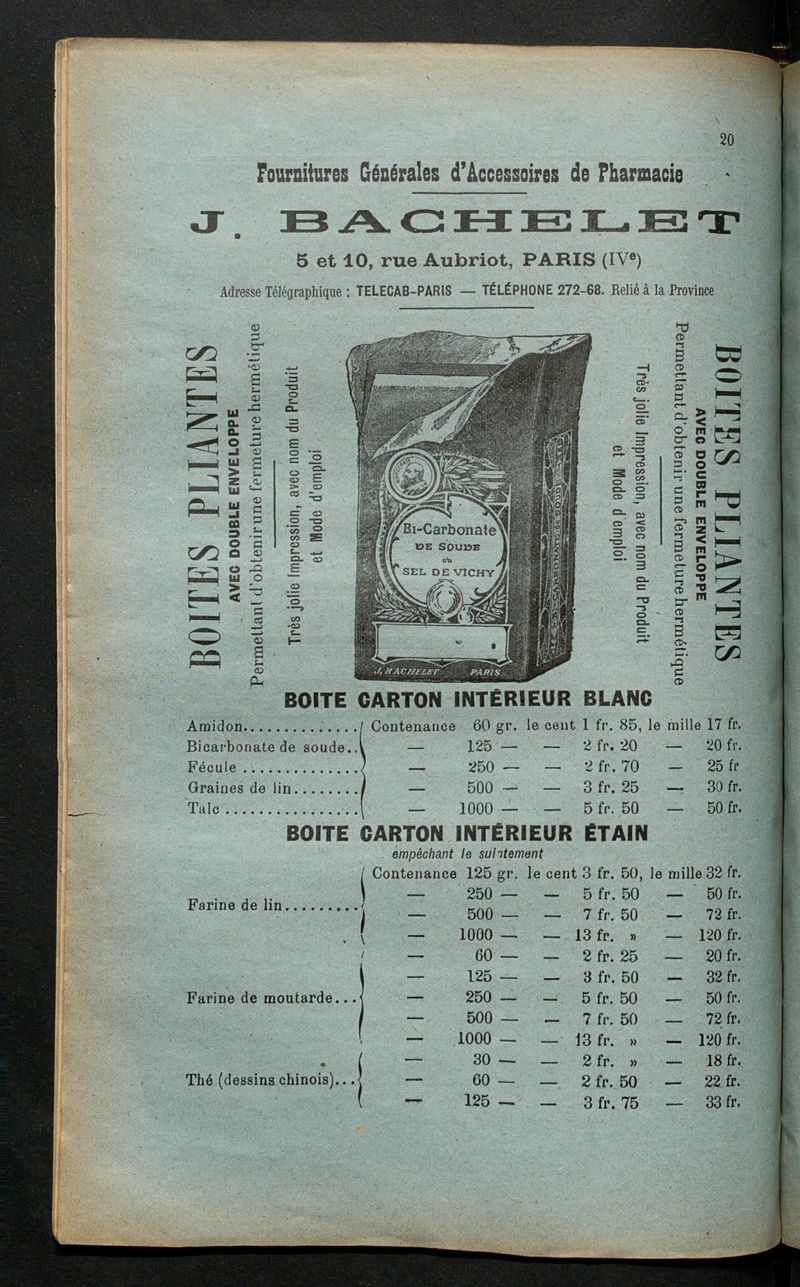 20
Fournitures Générales d'Accessoires de Pharmacie
J. BACHELET
5 et 10, rue Aubriot, PARIS (IVe)
Adresse Télégraphique : TELECAB-PARIS — TÉLÉPHONE 272-68. Relié à la Province
BOITES PLIANTES
AVEC DOUBLE ENVELOPPE
Permettant d'obtenir une fermeture hermétique
Très jolie Impression, avec nom du Produit
et Mode d'emploi
Bi-Carbonate
DE SOUDE
ou
SEL DE VICHY
J. BACHELET PARIS
Très jolie Impression, avec nom du Produit
et Mode d'emploi
Permettant d'obtenir une fermeture hermétique
AVEC DOUBLE ENVELOPPE
BOITES PLIANTES
BOITE CARTON INTÉRIEUR BLANC
Amidon.............. Contenance 60 gr. le cent 1 fr. 85, le mille 17 fr.
Bicarbonate de soude.. — 125 — — 2 fr. 20 — 20 fr.
Fécule .............. — 250 — — 2 fr. 70 — 25 fr
Graines de lin........ — 500 — — 3 fr. 25 — 30 fr.
Talc ................ — 1000 — — 5 fr. 50 — 50 fr.
BOITE CARTON INTÉRIEUR ÉTAIN
empêchant le suintement
Contenance 125 gr. le cent 3 fr. 50, le mille 32 fr.
— 250 — — 5 fr. 50 — 50 fr.
Farine de lin.........
— 500 — — 7 fr. 50 — 72 fr.
— 1000 — — 13 fr. » — 120 fr.
— 60 — — 2 fr. 25 — 20 fr.
— 125 — — 3 fr. 50 — 32 fr.
Farine de moutarde... — 250 — — 5 fr. 50 — 50 fr.
— 500 — — 7 fr. 50 — 72 fr.
— 1000 — — 13 fr. » — 120 fr.
— 30 — — 2 fr. » — 18 fr.
Thé (dessins chinois)... — 60 — — 2 fr. 50 — 22 fr.
— 125 — — 3 fr. 75 — 33 fr.